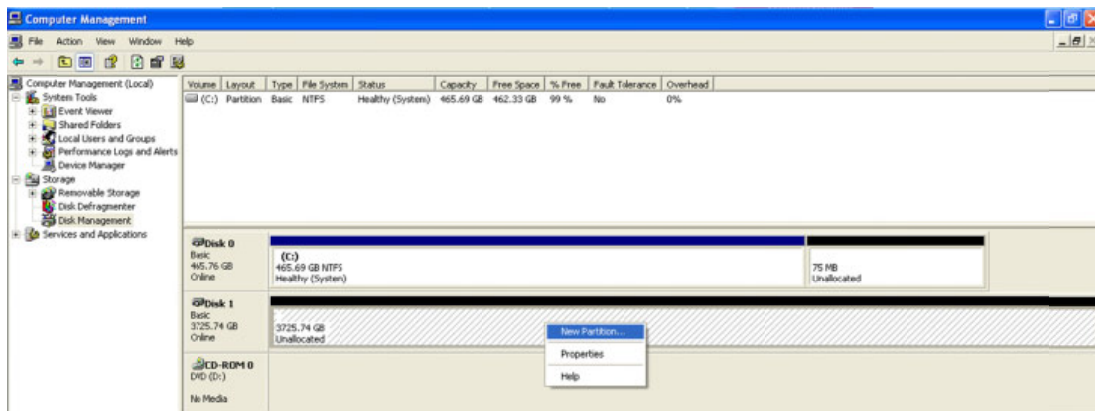 Computer Management
File Action View Window Help
Computer Management (Local)
System Tools
Event Viewer
Shared Folders
Local Users and Groups
Performance Logs and Alerts
Device Manager
Storage
Removable Storage
Disk Defragmenter
Disk Management
Services and Applications
Volume Layout Type File System Status Capacity Free Space % Free Fault Tolerance Overhead
(C:) Partition Basic NTFS Healthy (System) 465.69 GB 462.33 GB 99 % No 0%
Disk 0
Basic
465.76 GB
Online
(C:)
465.69 GB NTFS
Healthy (System)
75 MB
Unallocated
Disk 1
Basic
3725.74 GB
Online
3725.74 GB
Unallocated
New Partition...
Properties
Help
CD-ROM 0
DVD (D:)
No Media